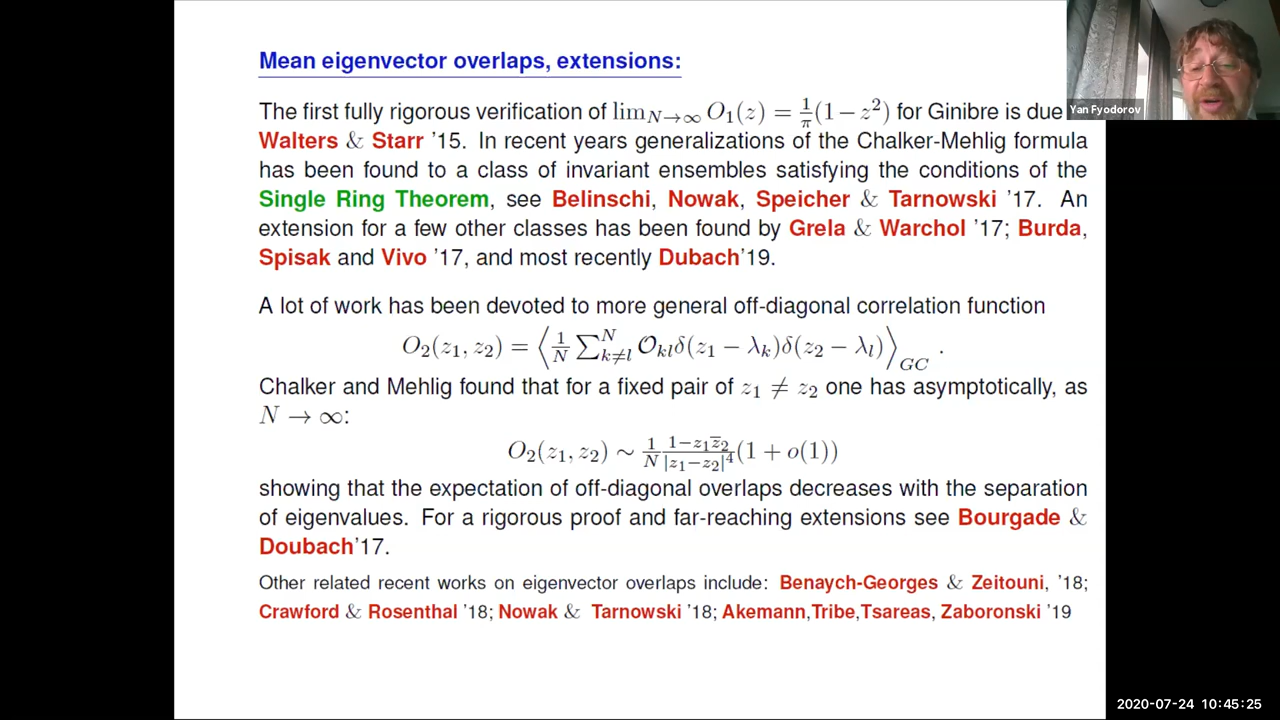 Mean eigenvector overlaps, extensions:
The first fully rigorous verification of lim_{N→∞} O_1(z) = \frac{1}{π}(1 − z^2) for Ginibre is due
Walters & Starr '15. In recent years generalizations of the Chalker-Mehlig formula
has been found to a class of invariant ensembles satisfying the conditions of the
Single Ring Theorem, see Belinschi, Nowak, Speicher & Tarnowski '17. An
extension for a few other classes has been found by Grela & Warchol '17; Burda,
Spisak and Vivo '17, and most recently Dubach'19.
A lot of work has been devoted to more general off-diagonal correlation function
O_2(z_1, z_2) = ⟨\frac{1}{N} ∑_{k≠l}^{N} O_{kl}δ(z_1 − λ_k)δ(z_2 − λ_l)⟩_{GC} .
Chalker and Mehlig found that for a fixed pair of z_1 ≠ z_2 one has asymptotically, as
N → ∞:
O_2(z_1, z_2) ∼ \frac{1}{N} \frac{1−z_1\overline{z}_2}{|z_1−z_2|^4}(1 + o(1))
showing that the expectation of off-diagonal overlaps decreases with the separation
of eigenvalues. For a rigorous proof and far-reaching extensions see Bourgade &
Doubach'17.
Other related recent works on eigenvector overlaps include: Benaych-Georges & Zeitouni, '18;
Crawford & Rosenthal '18; Nowak & Tarnowski '18; Akemann,Tribe,Tsareas, Zaboronski '19
Yan Fyodorov
2020-07-24 10:45:25